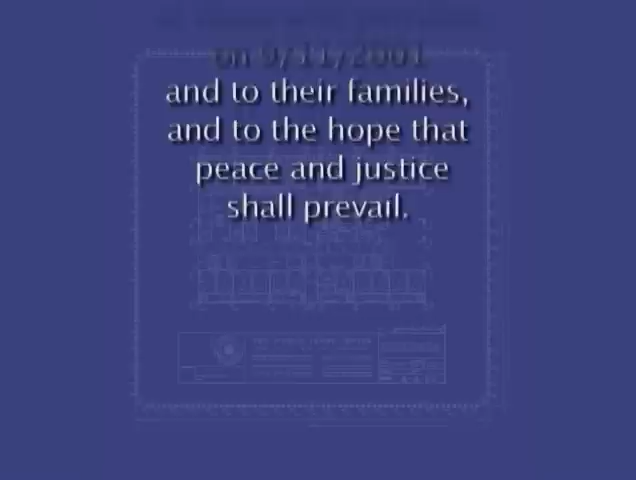 on 9/11/2001
and to their families,
and to the hope that
peace and justice
shall prevail.